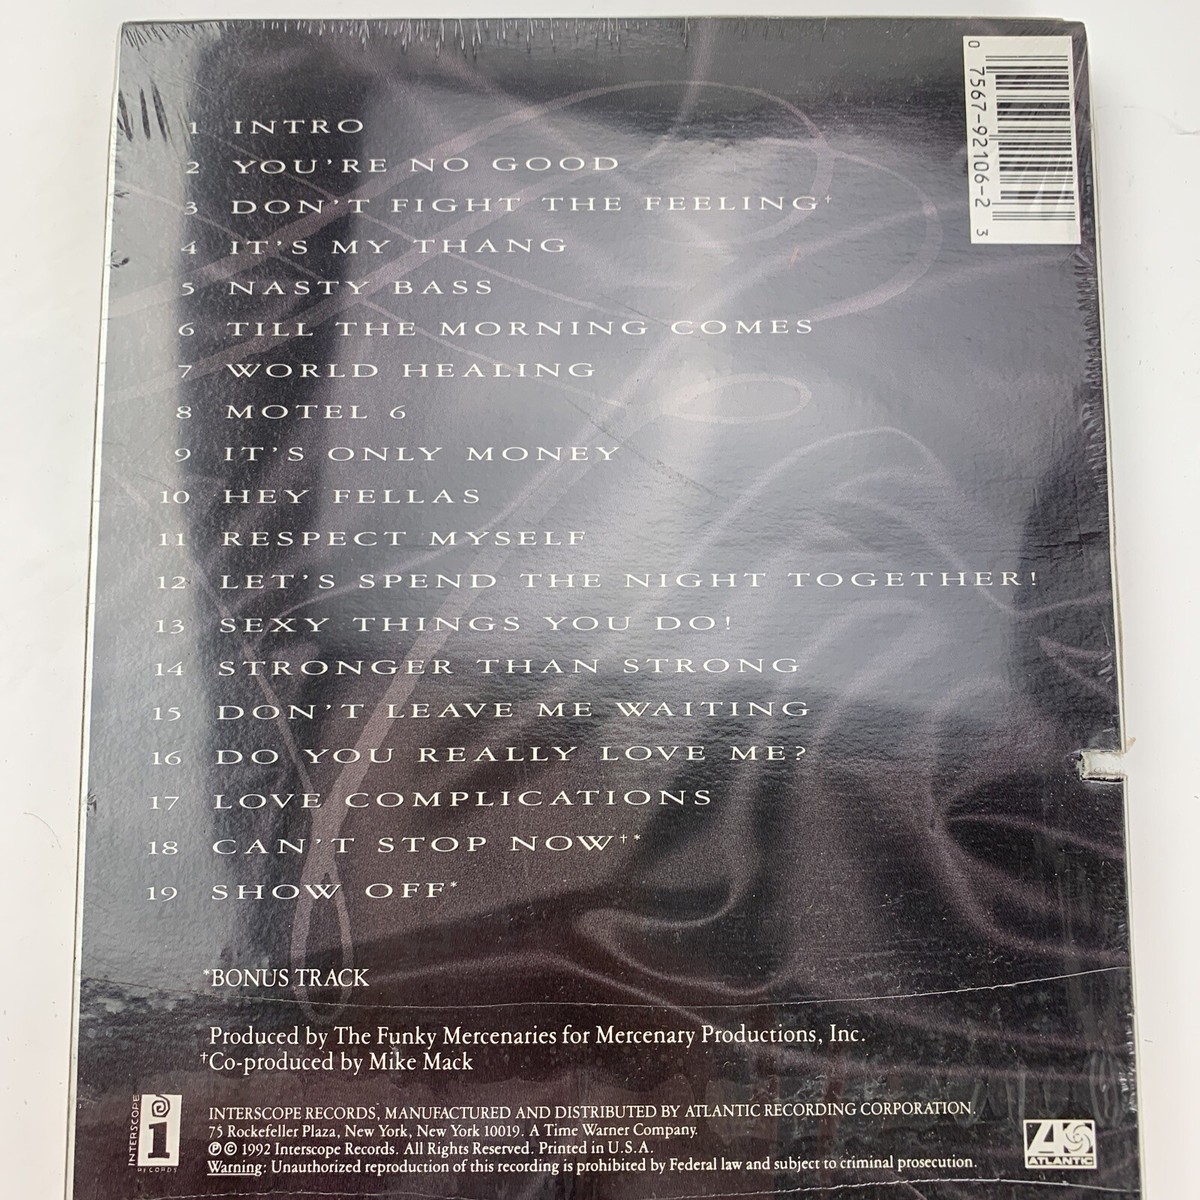 0 7567-92106-2 3
1 INTRO
2 YOU'RE NO GOOD
3 DON'T FIGHT THE FEELING†
4 IT'S MY THANG
5 NASTY BASS
6 TILL THE MORNING COMES
7 WORLD HEALING
8 MOTEL 6
9 IT'S ONLY MONEY
10 HEY FELLAS
11 RESPECT MYSELF
12 LET'S SPEND THE NIGHT TOGETHER!
13 SEXY THINGS YOU DO!
14 STRONGER THAN STRONG
15 DON'T LEAVE ME WAITING
16 DO YOU REALLY LOVE ME?
17 LOVE COMPLICATIONS
18 CAN'T STOP NOW†*
19 SHOW OFF*
*BONUS TRACK
Produced by The Funky Mercenaries for Mercenary Productions, Inc.
†Co-produced by Mike Mack
INTERSCOPE
i
RECORDS
INTERSCOPE RECORDS, MANUFACTURED AND DISTRIBUTED BY ATLANTIC RECORDING CORPORATION.
75 Rockefeller Plaza, New York, New York 10019. A Time Warner Company.
℗ © 1992 Interscope Records. All Rights Reserved. Printed in U.S.A.
Warning: Unauthorized reproduction of this recording is prohibited by Federal law and subject to criminal prosecution.
ATLANTIC